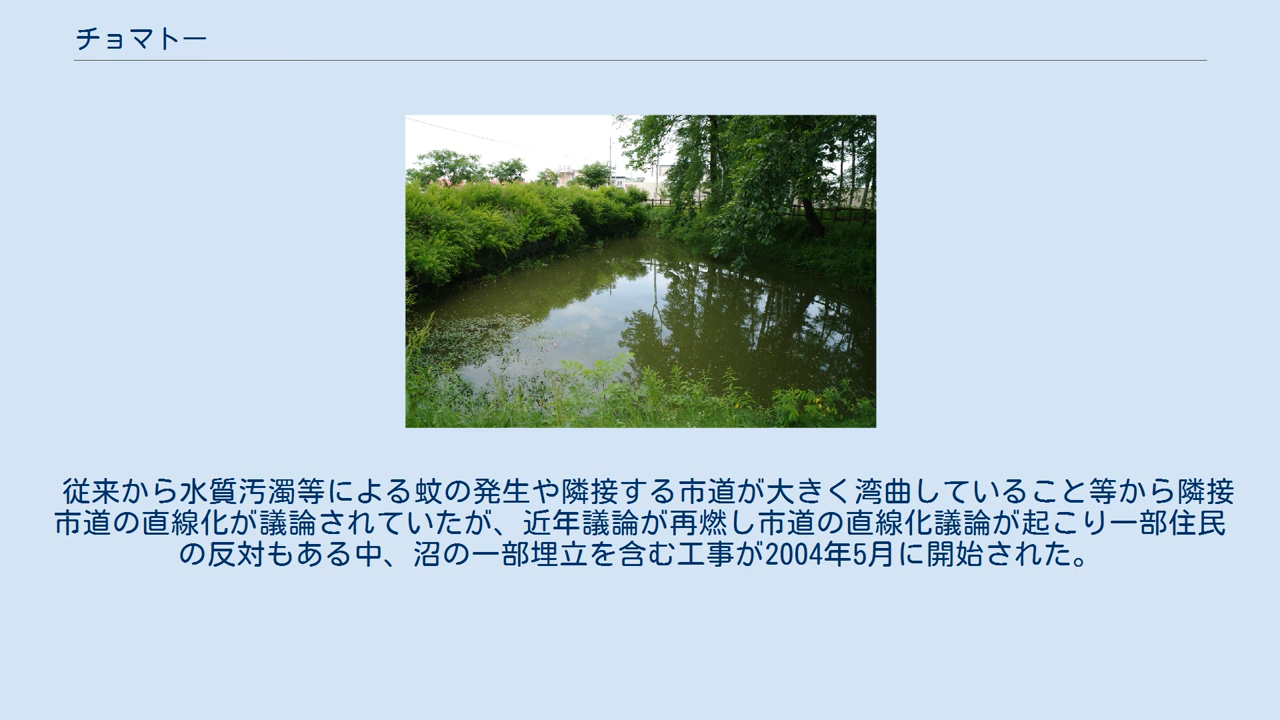 チョマトー
従来から水質汚濁等による蚊の発生や隣接する市道が大きく湾曲していること等から隣接
市道の直線化が議論されていたが、近年議論が再燃し市道の直線化議論が起こり一部住民
の反対もある中、沼の一部埋立を含む工事が2004年5月に開始された。